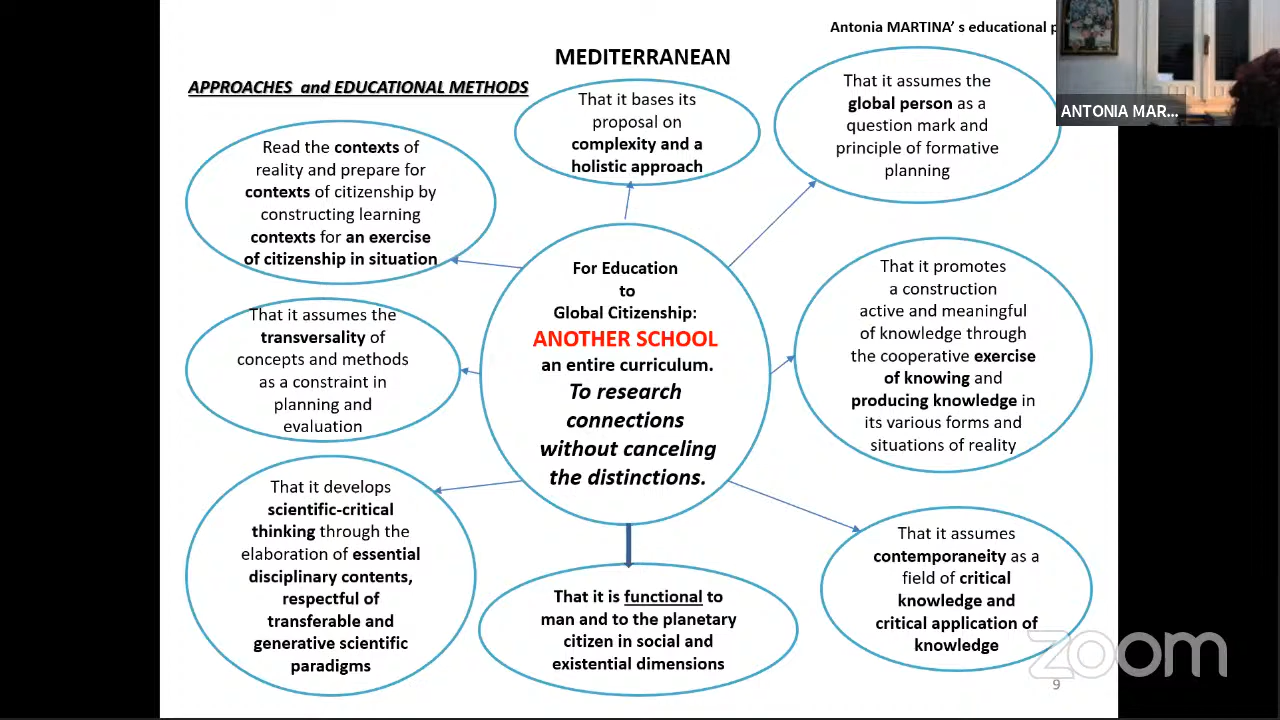 Antonia MARTINA’ s educational p
MEDITERRANEAN
APPROACHES and EDUCATIONAL METHODS
That it bases its
proposal on
complexity and a
holistic approach
That it assumes the
global person as a
question mark and
principle of formative
planning
ANTONIA MAR...
Read the contexts of
reality and prepare for
contexts of citizenship by
constructing learning
contexts for an exercise
of citizenship in situation
For Education
to
Global Citizenship:
ANOTHER SCHOOL
an entire curriculum.
To research
connections
without canceling
the distinctions.
That it promotes
a construction
active and meaningful
of knowledge through
the cooperative exercise
of knowing and
producing knowledge in
its various forms and
situations of reality
That it assumes the
transversality of
concepts and methods
as a constraint in
planning and
evaluation
That it develops
scientific-critical
thinking through the
elaboration of essential
disciplinary contents,
respectful of
transferable and
generative scientific
paradigms
That it is functional to
man and to the planetary
citizen in social and
existential dimensions
That it assumes
contemporaneity as a
field of critical
knowledge and
critical application of
knowledge
zoom
9